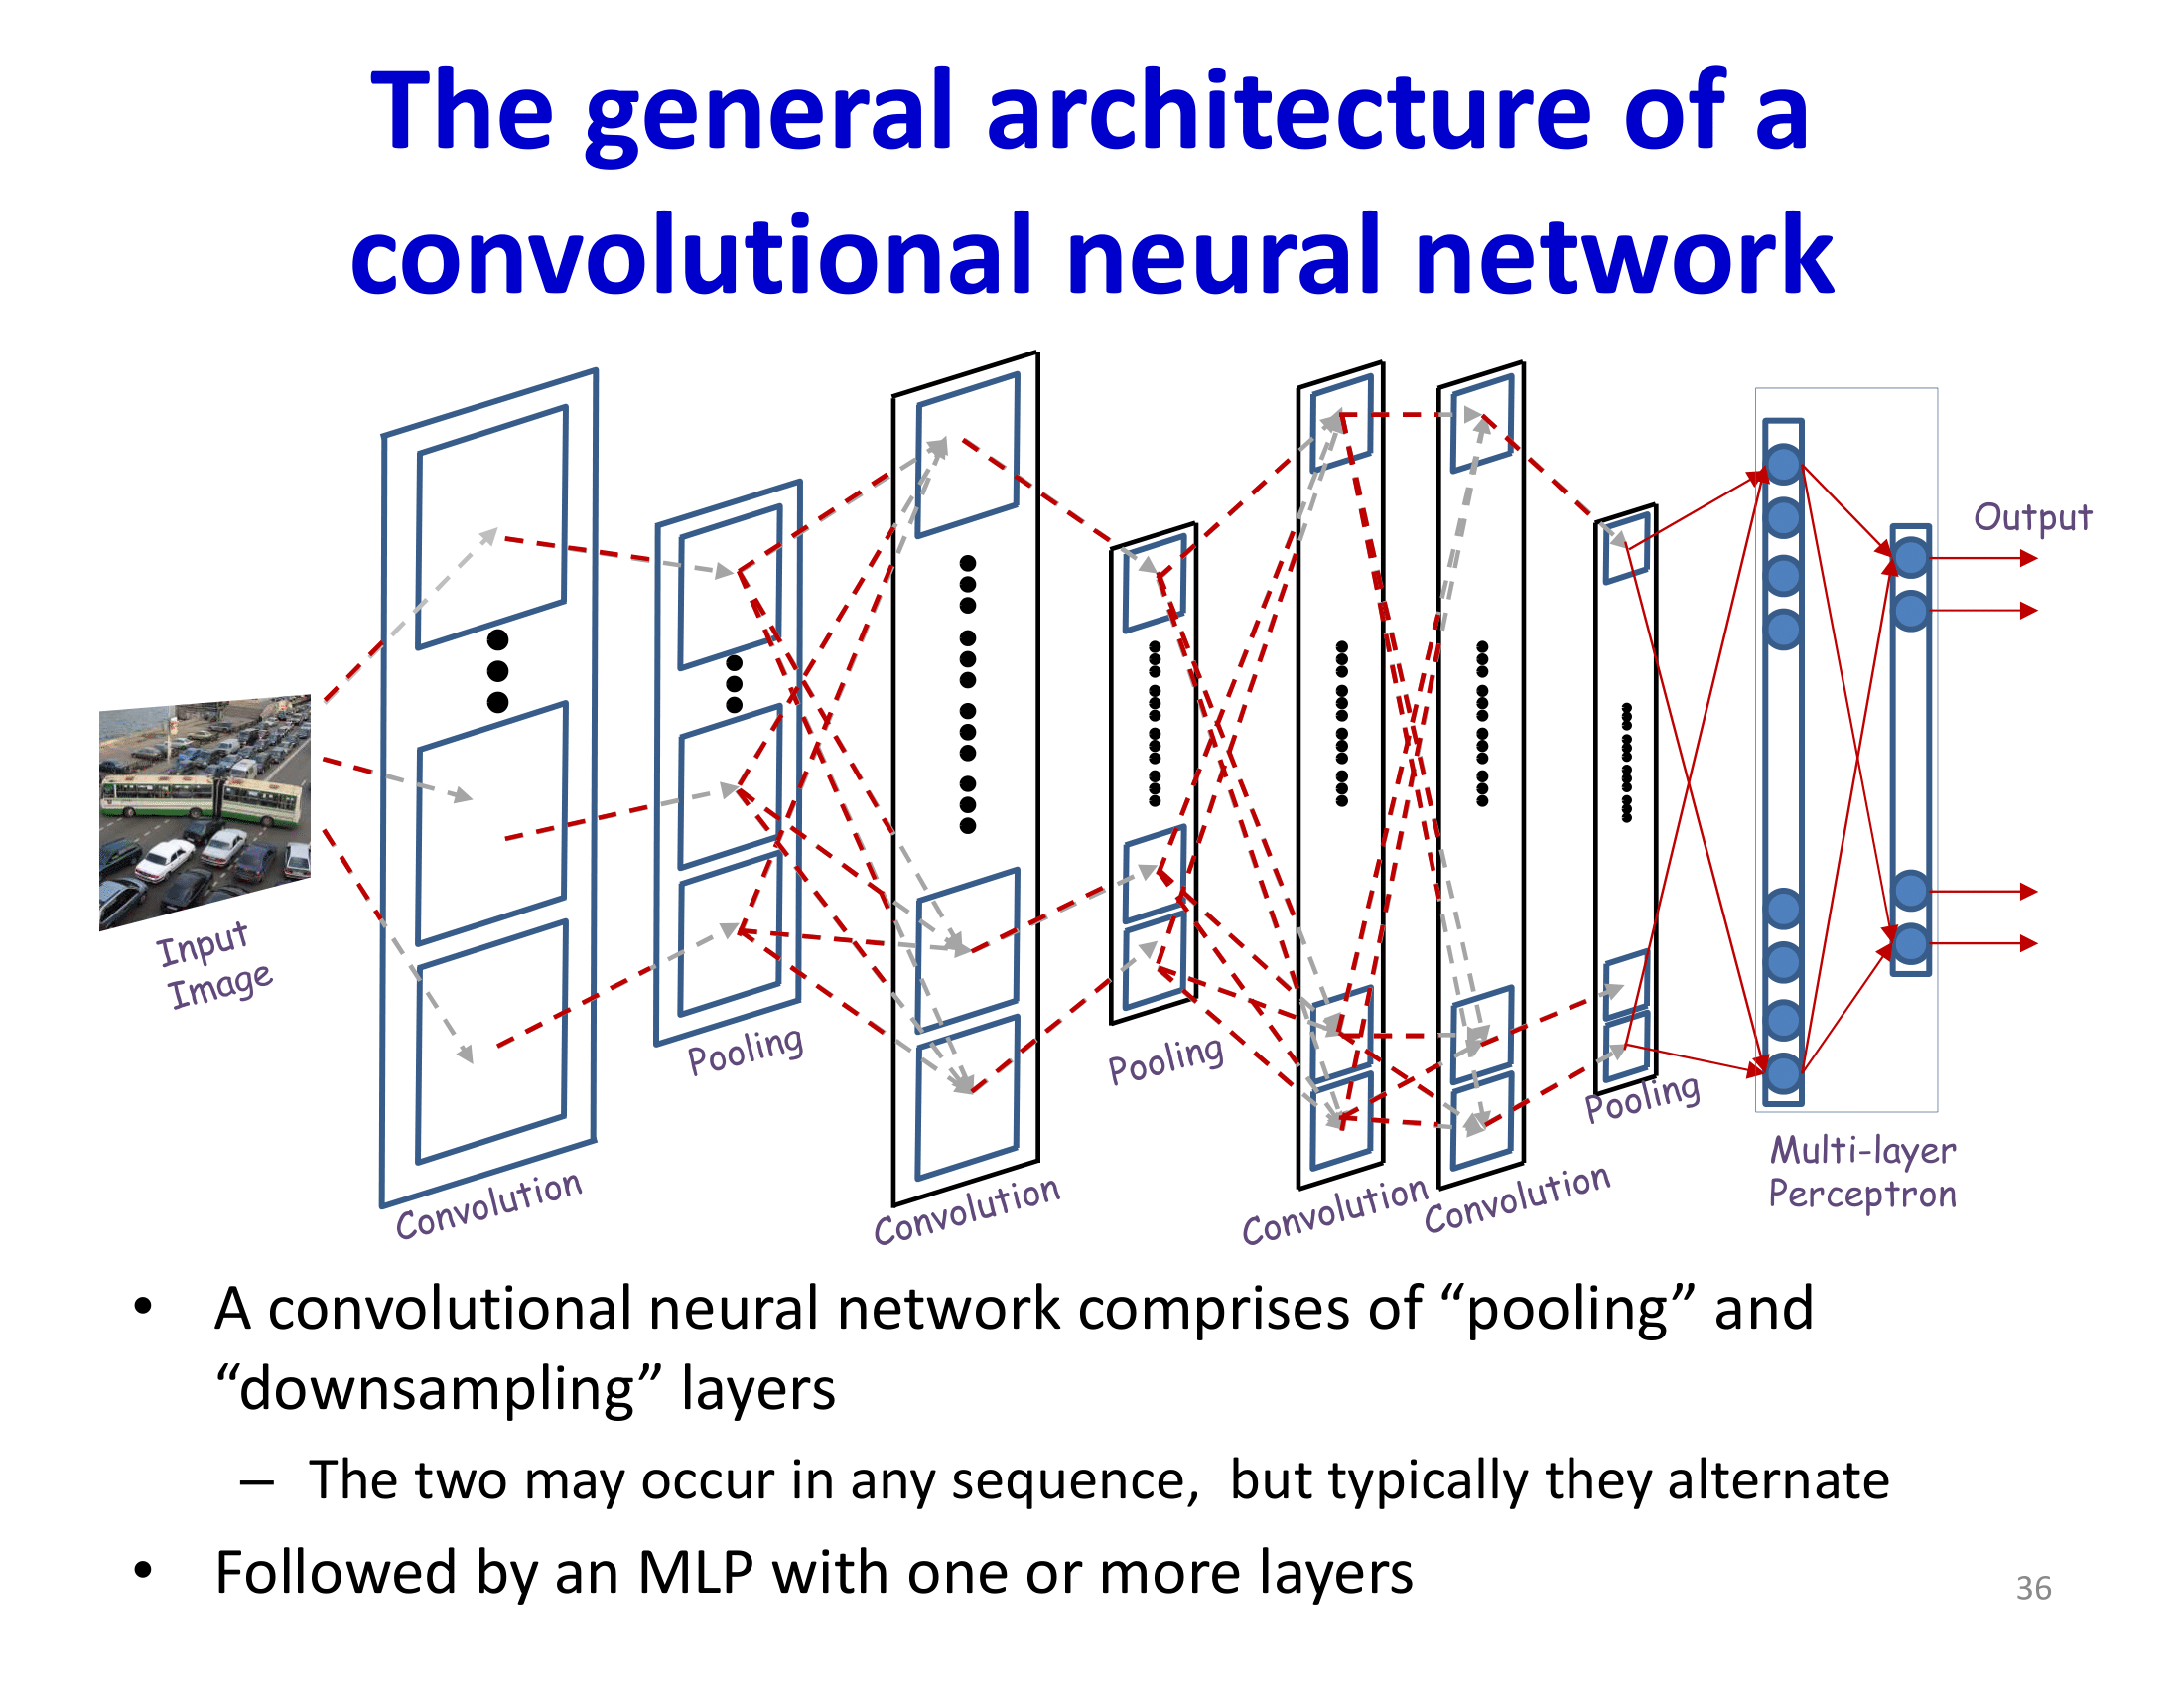 The general architecture of a
convolutional neural network
Output
Input
Image
Pooling
Pooling
Pooling
Multi-layer
Perceptron
Convolution
Convolution
Convolution
Convolution
• A convolutional neural network comprises of “pooling” and
“downsampling” layers
– The two may occur in any sequence, but typically they alternate
• Followed by an MLP with one or more layers
36